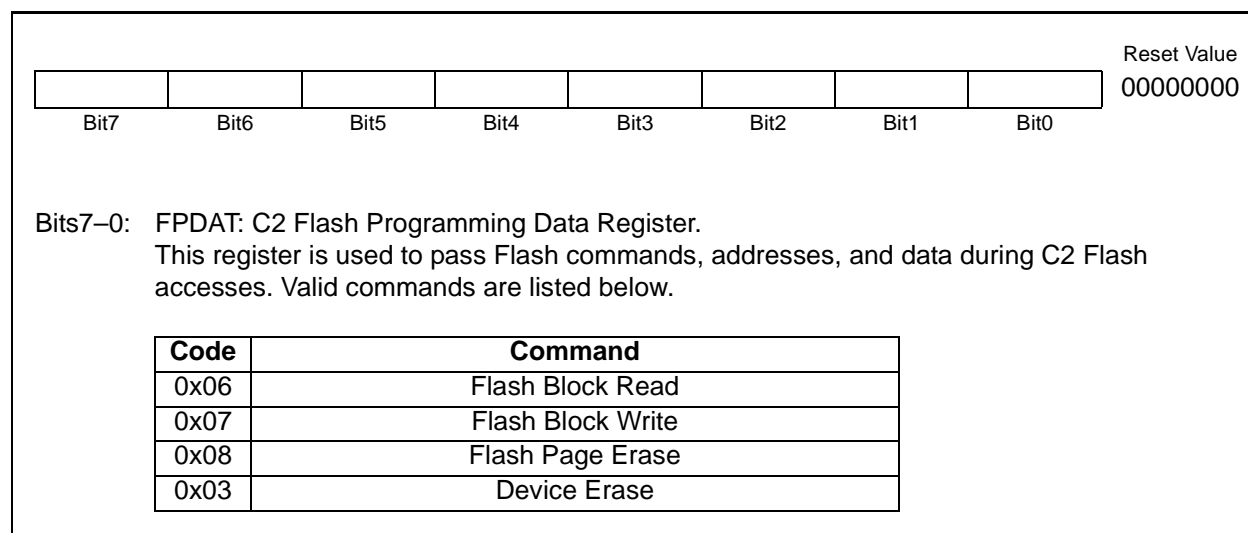 Reset Value
00000000
Bit7 Bit6 Bit5 Bit4 Bit3 Bit2 Bit1 Bit0
Bits7–0: FPDAT: C2 Flash Programming Data Register.
This register is used to pass Flash commands, addresses, and data during C2 Flash
accesses. Valid commands are listed below.
Code Command
0x06 Flash Block Read
0x07 Flash Block Write
0x08 Flash Page Erase
0x03 Device Erase